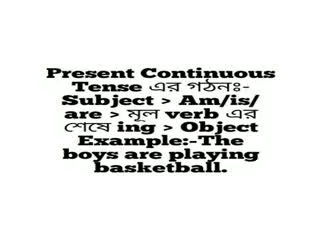 Present Continuous
Tense এর গঠনঃ-
Subject > Am/is/
are > মূল verb এর
শেষে ing > Object
Example:-The
boys are playing
basketball.